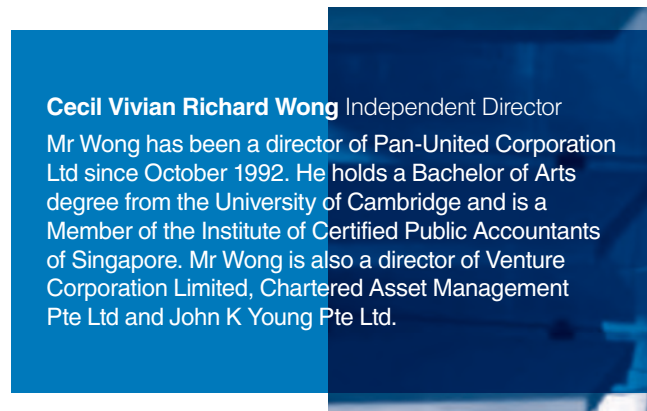 Cecil Vivian Richard Wong Independent Director
Mr Wong has been a director of Pan-United Corporation
Ltd since October 1992. He holds a Bachelor of Arts
degree from the University of Cambridge and is a
Member of the Institute of Certified Public Accountants
of Singapore. Mr Wong is also a director of Venture
Corporation Limited, Chartered Asset Management
Pte Ltd and John K Young Pte Ltd.